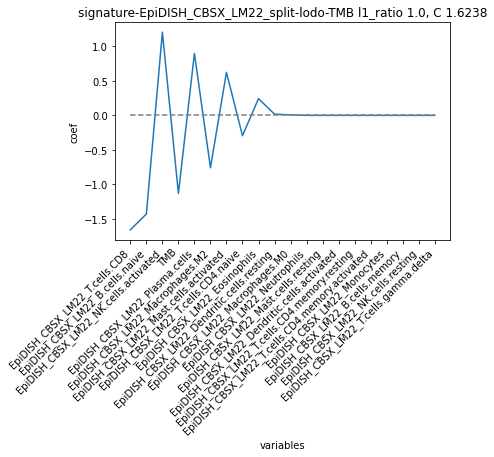 signature-EpiDISH_CBSX_LM22_split-lodo-TMB l1_ratio 1.0, C 1.6238
1.0
0.5
0.0
−0.5
−1.0
−1.5
coef
EpiDISH_CBSX_LM22_T.cells.CD8
EpiDISH_CBSX_LM22_B.cells.naive
EpiDISH_CBSX_LM22_NK.cells.activated
TMB
EpiDISH_CBSX_LM22_Plasma.cells
EpiDISH_CBSX_LM22_Macrophages.M2
EpiDISH_CBSX_LM22_Mast.cells.activated
EpiDISH_CBSX_LM22_T.cells.CD4.naive
EpiDISH_CBSX_LM22_Eosinophils
EpiDISH_CBSX_LM22_Dendritic.cells.resting
EpiDISH_CBSX_LM22_Macrophages.M0
EpiDISH_CBSX_LM22_Neutrophils
EpiDISH_CBSX_LM22_Mast.cells.resting
EpiDISH_CBSX_LM22_Dendritic.cells.activated
EpiDISH_CBSX_LM22_T.cells.CD4.memory.resting
EpiDISH_CBSX_LM22_T.cells.CD4.memory.activated
EpiDISH_CBSX_LM22_Monocytes
EpiDISH_CBSX_LM22_B.cells.memory
EpiDISH_CBSX_LM22_NK.cells.resting
EpiDISH_CBSX_LM22_T.cells.gamma.delta
variables